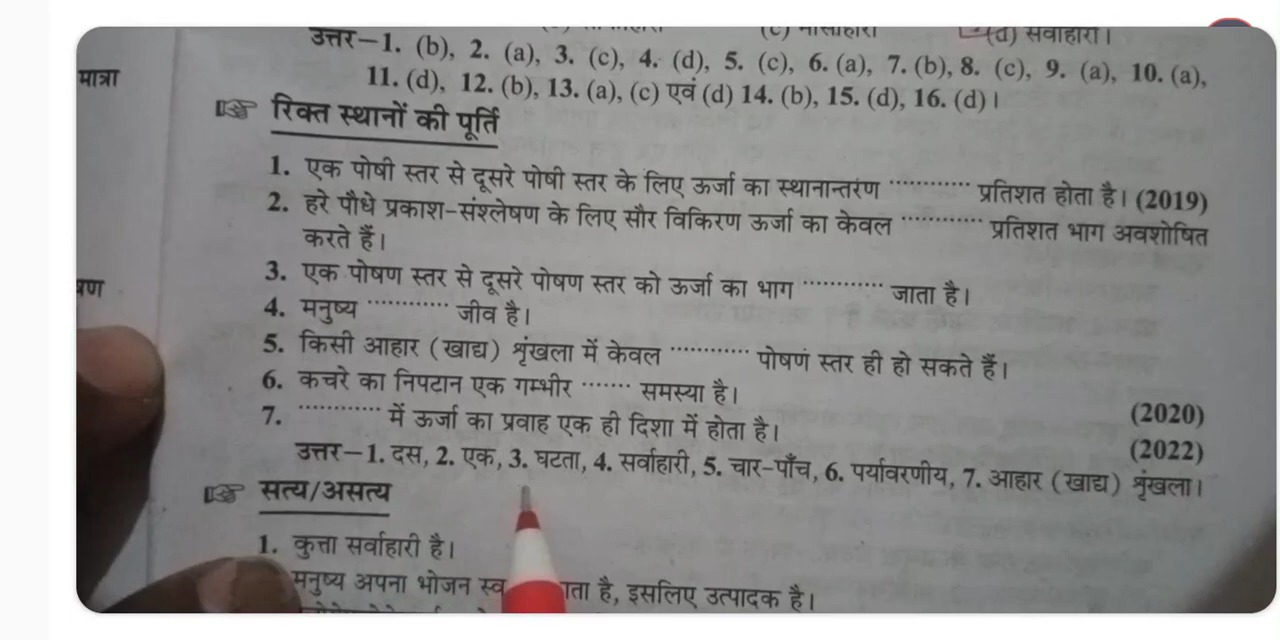 (c) मांसाहारी (d) सर्वाहारी।
उत्तर–1. (b), 2. (a), 3. (c), 4. (d), 5. (c), 6. (a), 7. (b), 8. (c), 9. (a), 10. (a),
मात्रा
11. (d), 12. (b), 13. (a), (c) एवं (d) 14. (b), 15. (d), 16. (d)।
रिक्त स्थानों की पूर्ति
1. एक पोषी स्तर से दूसरे पोषी स्तर के लिए ऊर्जा का स्थानान्तरण ............ प्रतिशत होता है। (2019)
2. हरे पौधे प्रकाश-संश्लेषण के लिए सौर विकिरण ऊर्जा का केवल ............ प्रतिशत भाग अवशोषित
करते हैं।
3. एक पोषण स्तर से दूसरे पोषण स्तर को ऊर्जा का भाग ............ जाता है।
षण
4. मनुष्य ............ जीव है।
5. किसी आहार (खाद्य) शृंखला में केवल ............ पोषण स्तर ही हो सकते हैं।
6. कचरे का निपटान एक गम्भीर ....... समस्या है। (2020)
7. ............ में ऊर्जा का प्रवाह एक ही दिशा में होता है। (2022)
उत्तर–1. दस, 2. एक, 3. घटता, 4. सर्वाहारी, 5. चार-पाँच, 6. पर्यावरणीय, 7. आहार (खाद्य) शृंखला।
सत्य/असत्य
1. कुत्ता सर्वाहारी है।
मनुष्य अपना भोजन स्व ता है, इसलिए उत्पादक है।